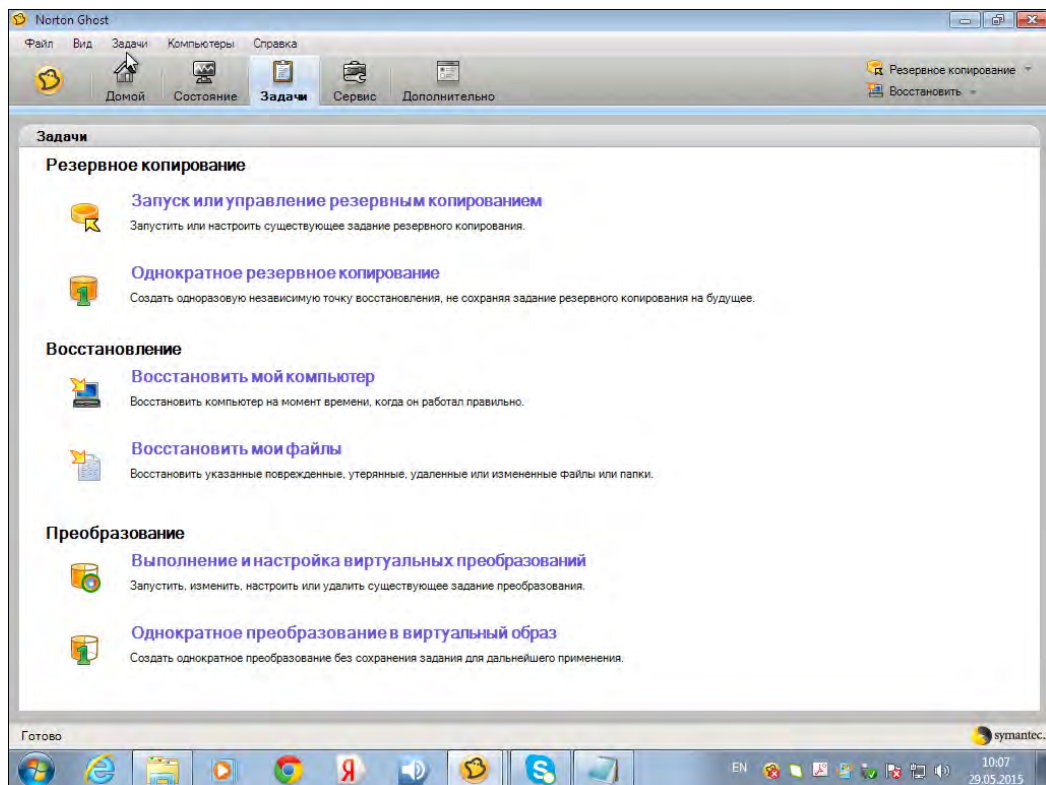 Norton Ghost
Файл Вид Задачи Компьютеры Справка
Домой Состояние Задачи Сервис Дополнительно
Резервное копирование
Восстановить
Задачи
Резервное копирование
Запуск или управление резервным копированием
Запустить или настроить существующее задание резервного копирования.
Однократное резервное копирование
Создать одноразовую независимую точку восстановления, не сохраняя задание резервного копирования на будущее.
Восстановление
Восстановить мой компьютер
Восстановить компьютер на момент времени, когда он работал правильно.
Восстановить мои файлы
Восстановить указанные поврежденные, утерянные, удаленные или измененные файлы или папки.
Преобразование
Выполнение и настройка виртуальных преобразований
Запустить, изменить, настроить или удалить существующее задание преобразования.
Однократное преобразование в виртуальный образ
Создать однократное преобразование без сохранения задания для дальнейшего применения.
Готово
symantec.
Я
S
EN
10:07
29.05.2015